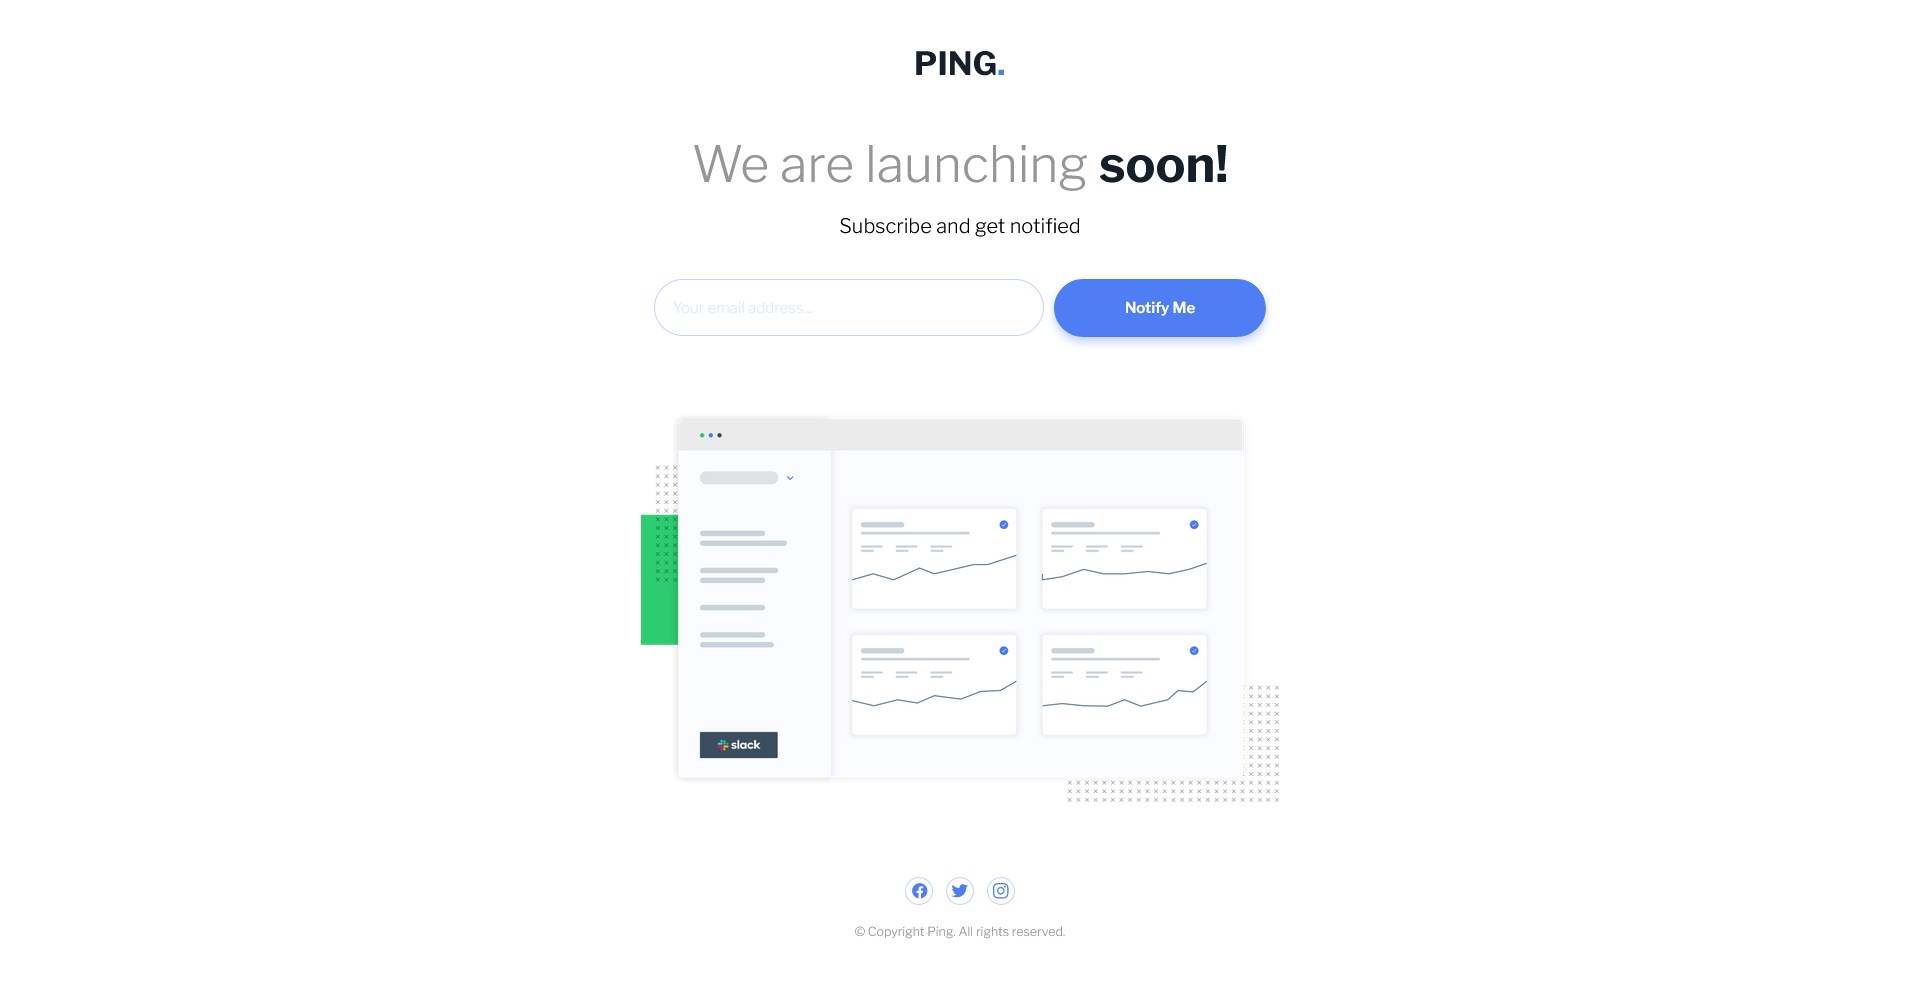 PING.
We are launching soon!
Subscribe and get notified
Your email address...
Notify Me
slack
© Copyright Ping. All rights reserved.